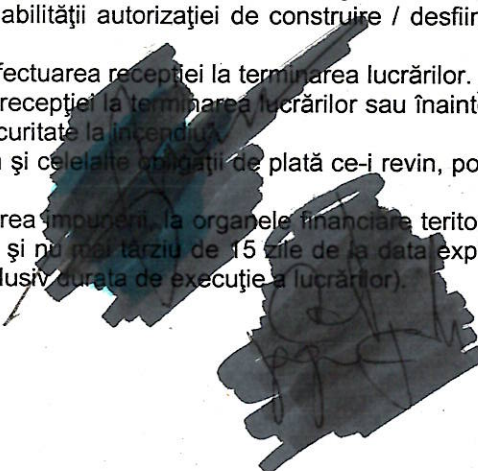 abilităţii autorizaţiei de construire / desfiin
fectuarea recepţiei la terminarea lucrărilor.
recepţiei la terminarea lucrărilor sau înainte
curitate la incendiu
şi celelalte obligaţii de plată ce-i revin, po
rea impunerii, la organele financiare terito
şi nu mai târziu de 15 zile de la data exp
lusiv durata de execuţie a lucrărilor).